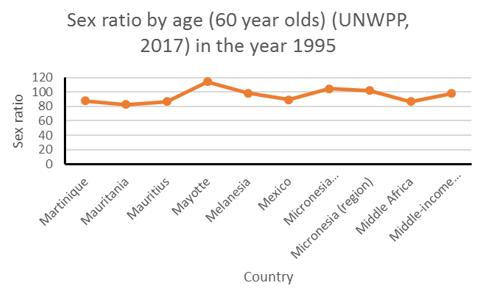 Sex ratio by age (60 year olds) (UNWPP,
2017) in the year 1995
120
100
80
60
40
20
0
Sex ratio
Martinique
Mauritania
Mauritius
Mayotte
Melanesia
Mexico
Micronesia…
Micronesia (region)
Middle Africa
Middle-income…
Country